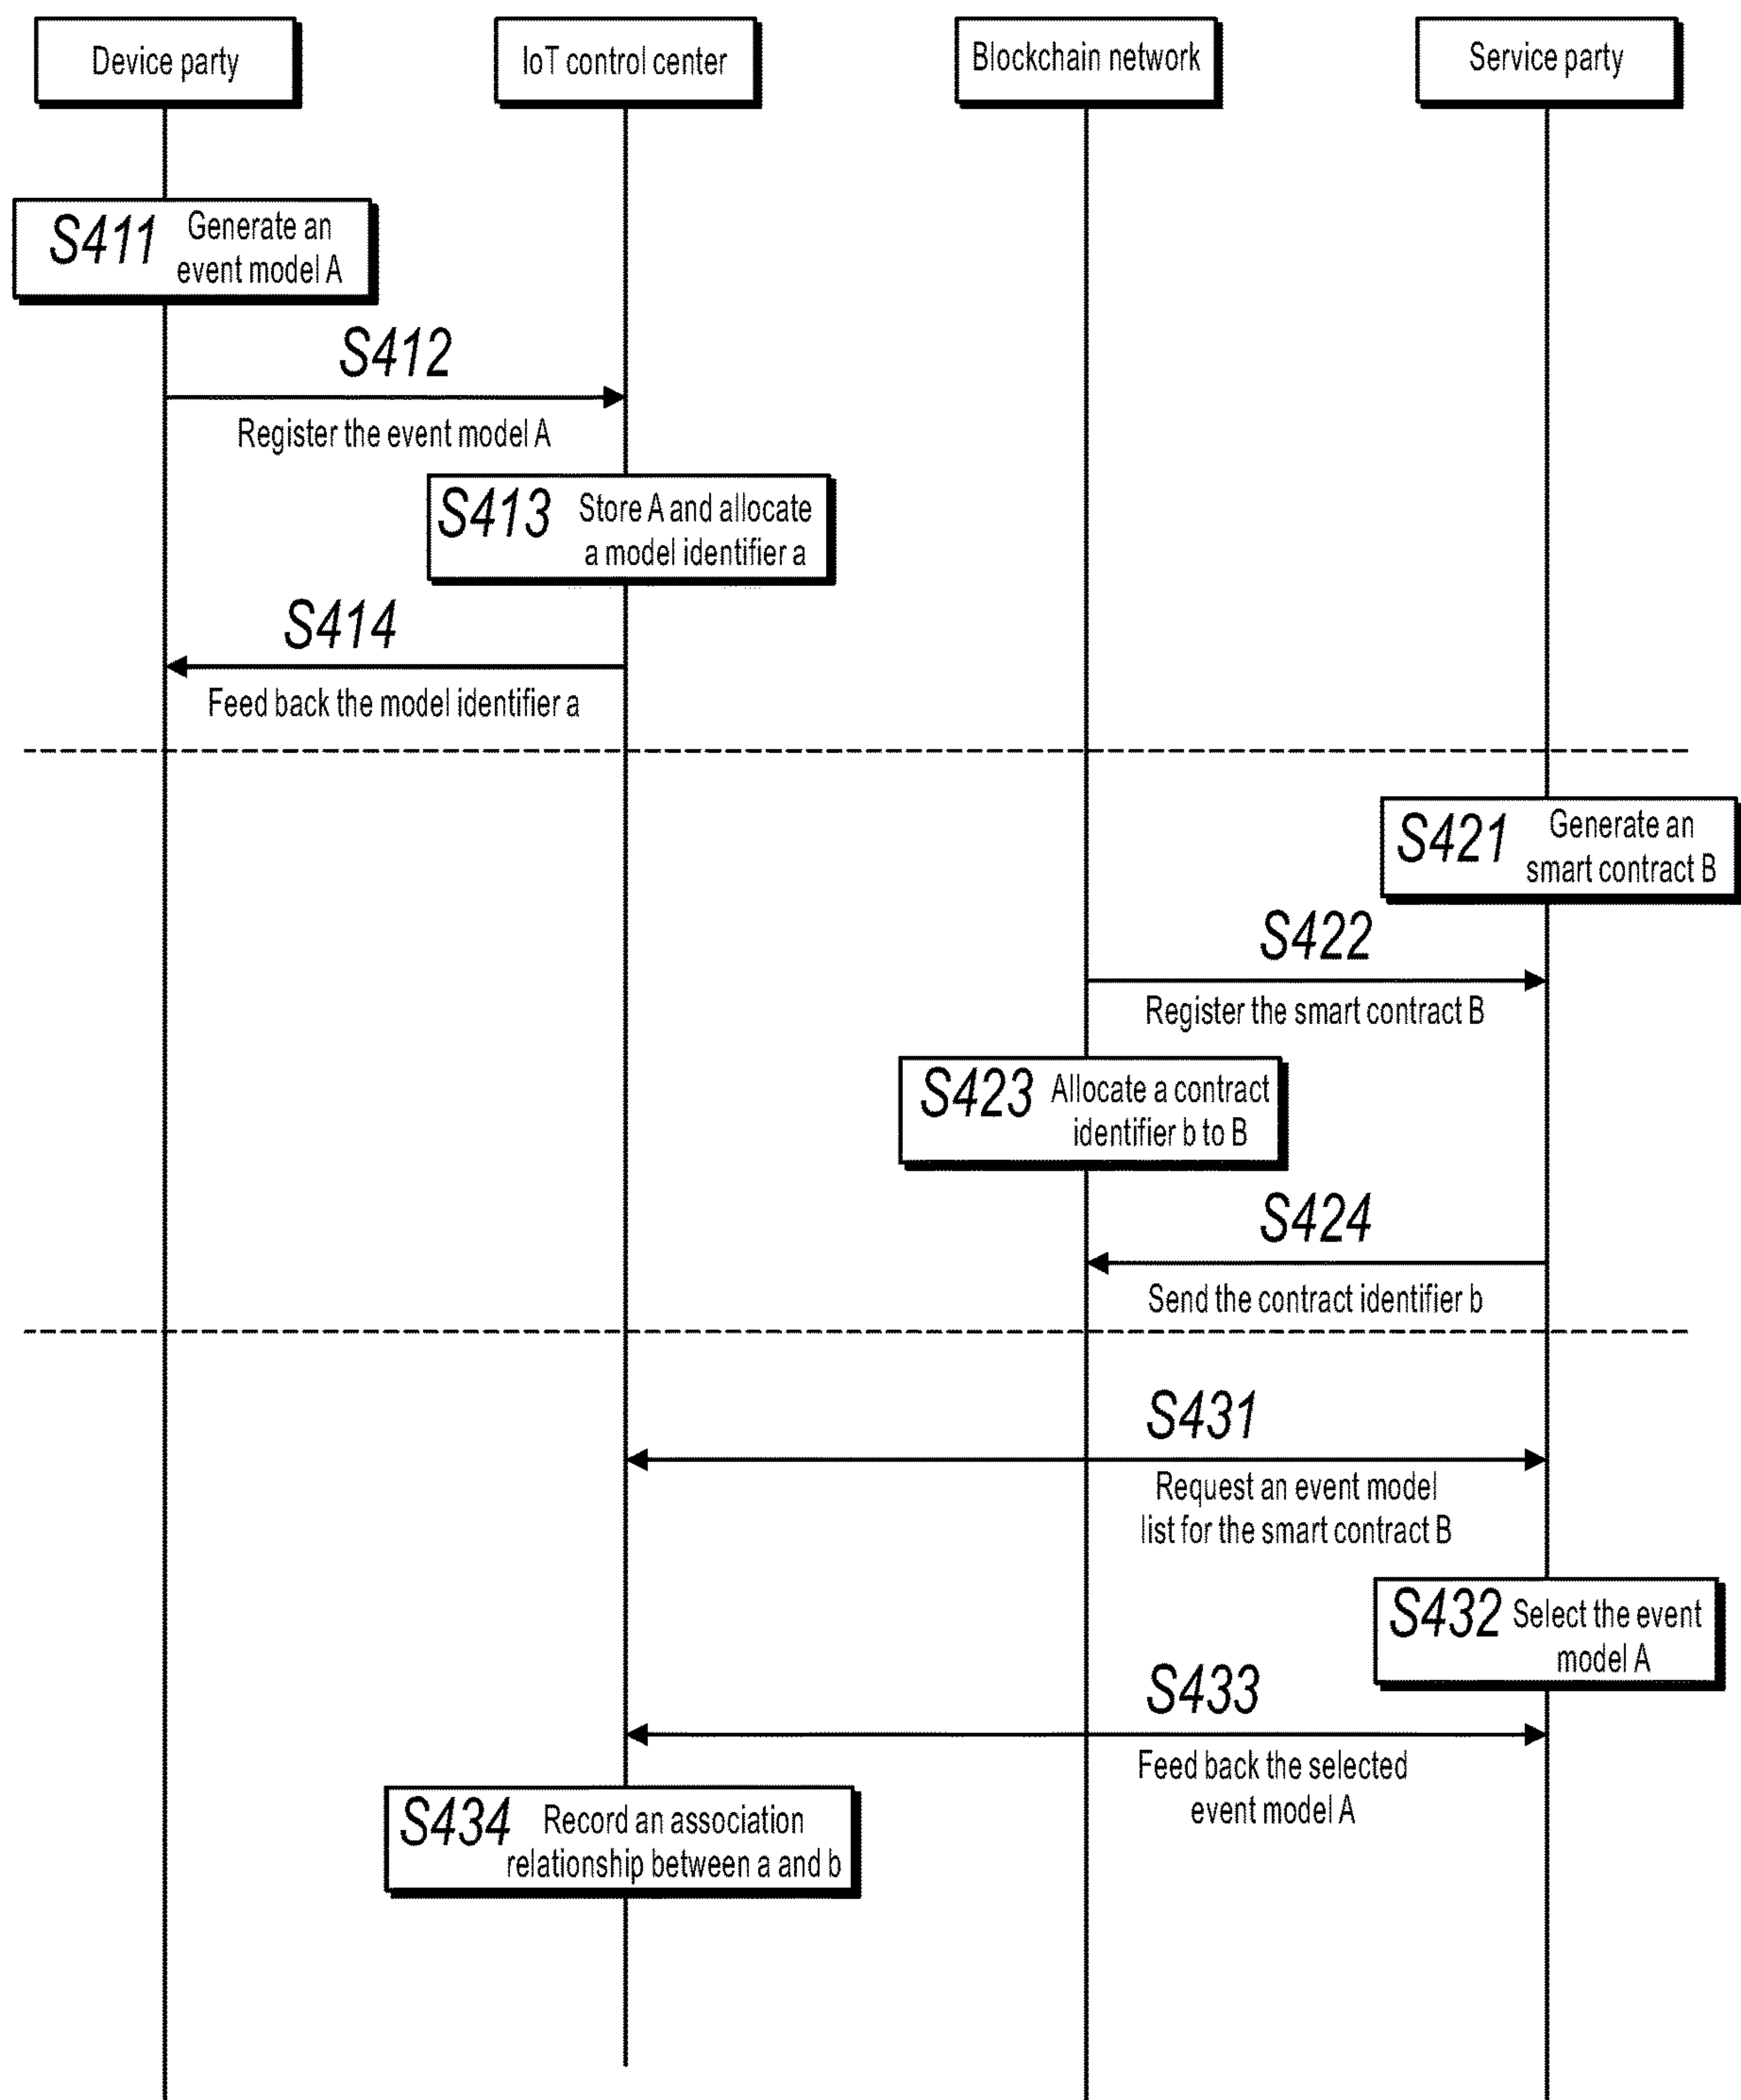 Device party
IoT control center
Blockchain network
Service party
S411
Generate an
event model A
S412
Register the event model A
S413
Store A and allocate
a model identifier a
S414
Feed back the model identifier a
S421
Generate an
smart contract B
S422
Register the smart contract B
S423
Allocate a contract
identifier b to B
S424
Send the contract identifier b
S431
Request an event model
list for the smart contract B
S432
Select the event
model A
S433
Feed back the selected
event model A
S434
Record an association
relationship between a and b